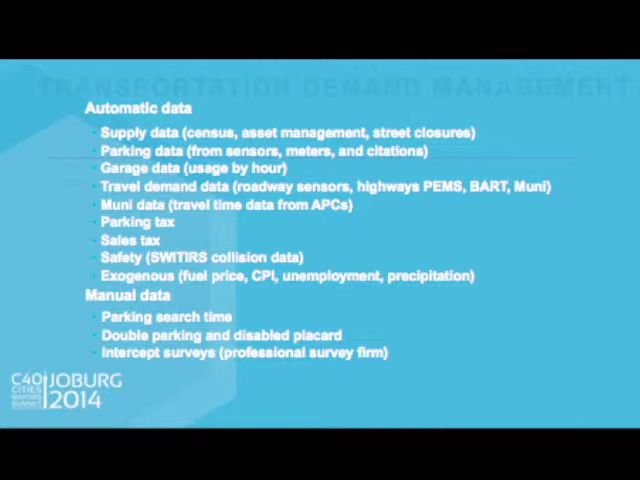 TRANSPORTATION DEMAND MANAGEMENT
Automatic data
· Supply data (census, asset management, street closures)
· Parking data (from sensors, meters, and citations)
· Garage data (usage by hour)
· Travel demand data (roadway sensors, highways PEMS, BART, Muni)
· Muni data (travel time data from APCs)
· Parking tax
· Sales tax
· Safety (SWITIRS collision data)
· Exogenous (fuel price, CPI, unemployment, precipitation)
Manual data
· Parking search time
· Double parking and disabled placard
· Intercept surveys (professional survey firm)
C40 JOBURG
CITIES
MAYORS 2014
SUMMIT